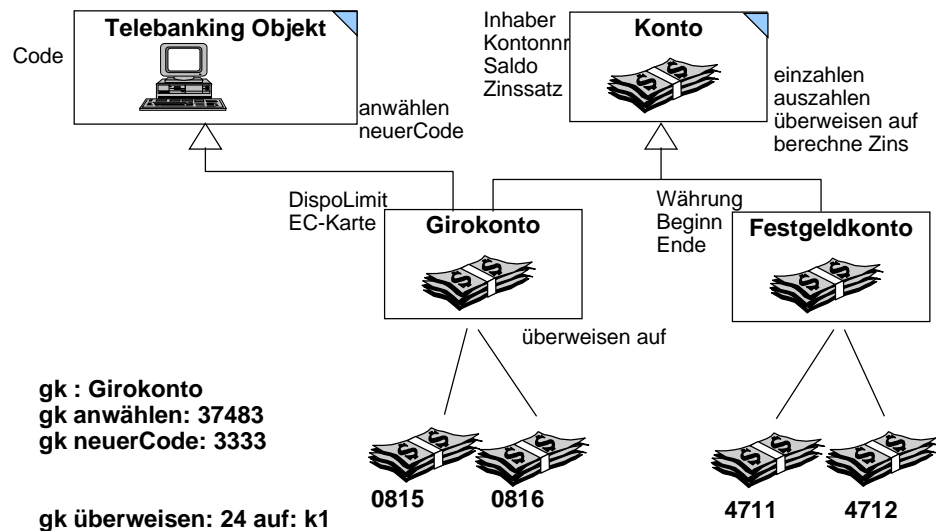 Telebanking Objekt
Code
anwählen
neuerCode
Inhaber
Kontonnr
Saldo
Zinssatz
Konto
einzahlen
auszahlen
überweisen auf
berechne Zins
DispoLimit
EC-Karte
Girokonto
überweisen auf
Währung
Beginn
Ende
Festgeldkonto
gk : Girokonto
gk anwählen: 37483
gk neuerCode: 3333
gk überweisen: 24 auf: k1
0815
0816
4711
4712